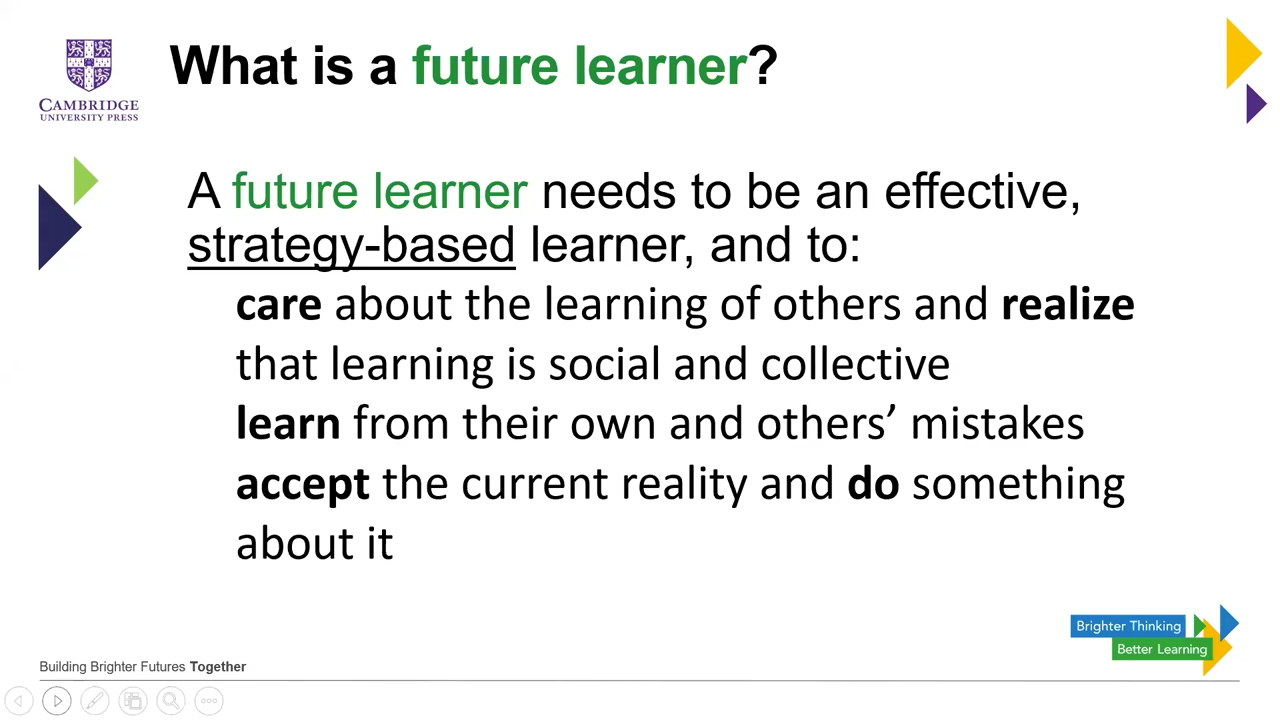 CAMBRIDGE
UNIVERSITY PRESS
What is a future learner?
A future learner needs to be an effective,
strategy-based learner, and to:
care about the learning of others and realize
that learning is social and collective
learn from their own and others’ mistakes
accept the current reality and do something
about it
Brighter Thinking
Better Learning
Building Brighter Futures Together